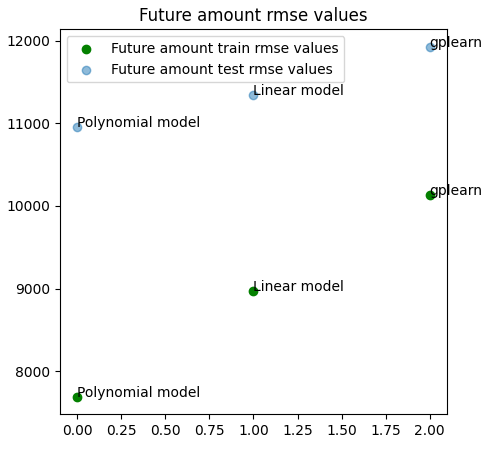 Future amount rmse values
Future amount train rmse values
Future amount test rmse values
12000
11000
10000
9000
8000
gplearn
Linear model
Polynomial model
gplearn
Linear model
Polynomial model
0.00 0.25 0.50 0.75 1.00 1.25 1.50 1.75 2.00